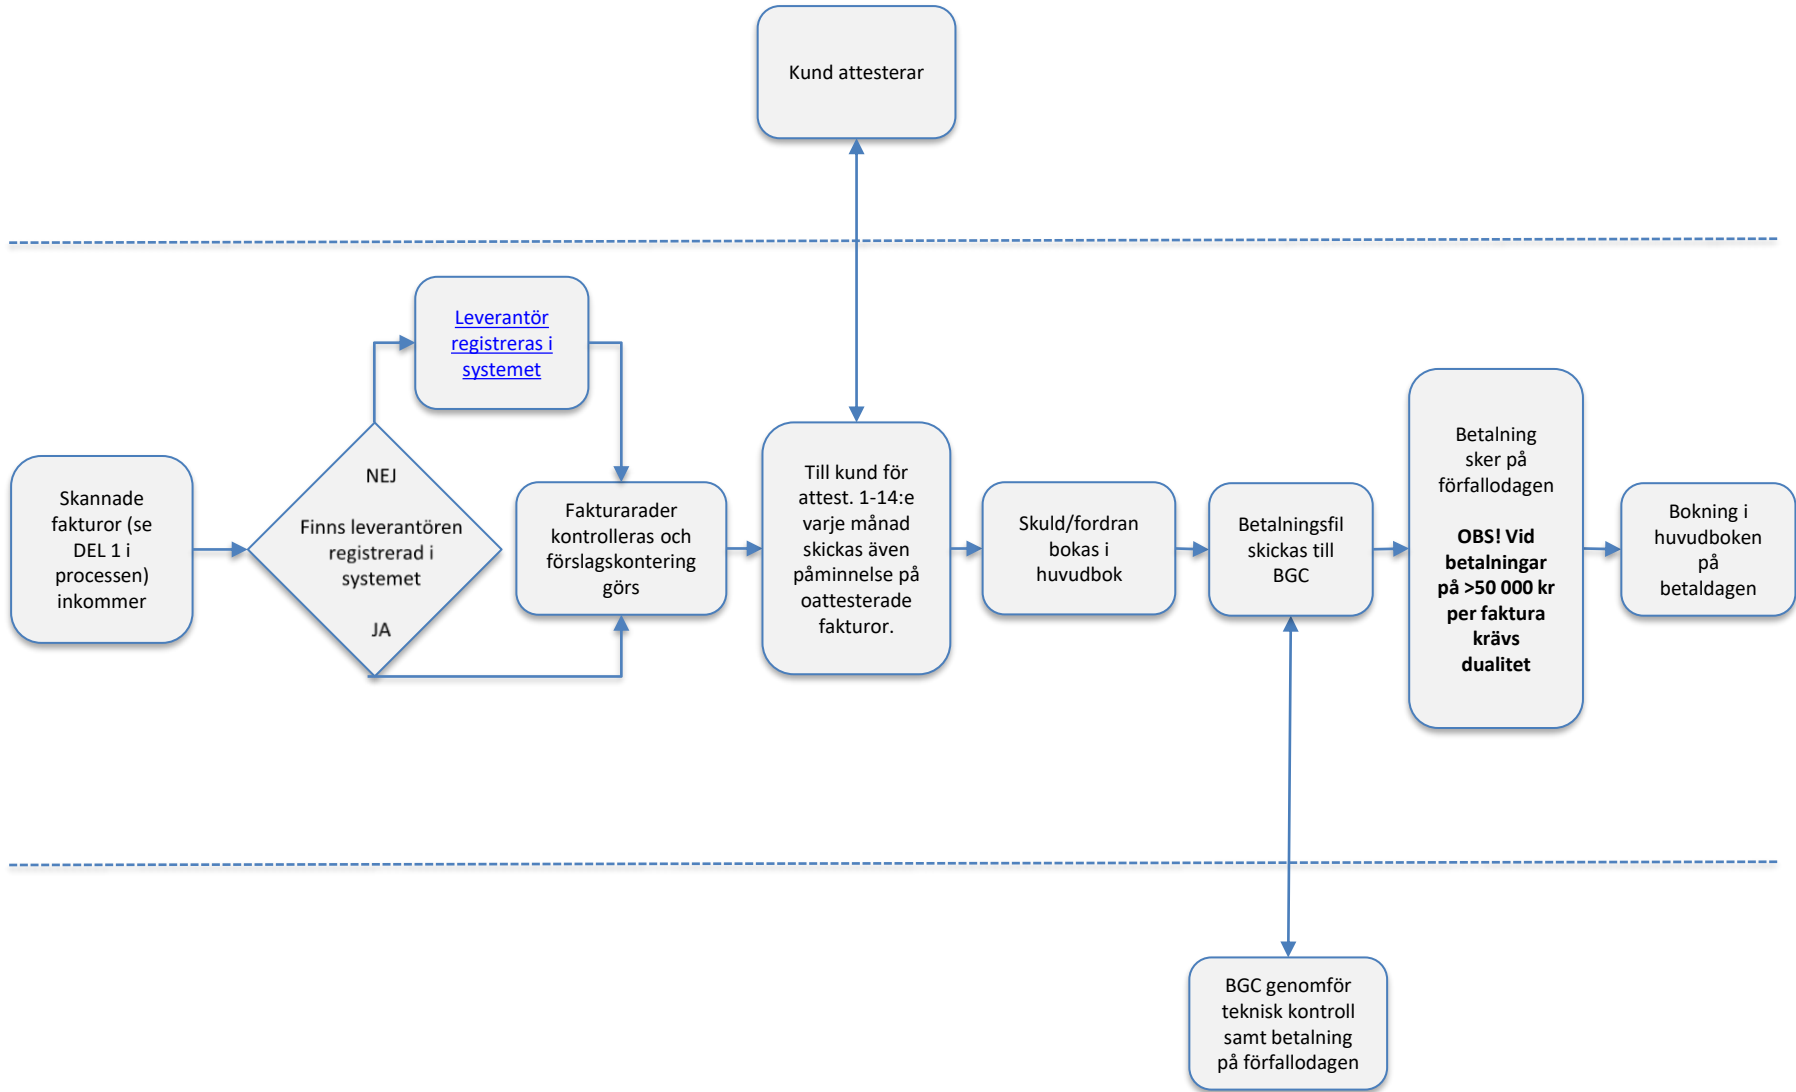 Kund attesterar
Leverantör
registreras i
systemet
Skannade
fakturor (se
DEL 1 i
processen)
inkommer
NEJ
Finns leverantören
registrerad i
systemet
JA
Fakturarader
kontrolleras och
förslagskontering
görs
Till kund för
attest. 1-14:e
varje månad
skickas även
påminnelse på
oattesterade
fakturor.
Skuld/fordran
bokas i
huvudbok
Betalningsfil
skickas till
BGC
Betalning
sker på
förfallodagen
OBS! Vid
betalningar
på >50 000 kr
per faktura
krävs
dualitet
Bokning i
huvudboken
på
betaldagen
BGC genomför
teknisk kontroll
samt betalning
på förfallodagen